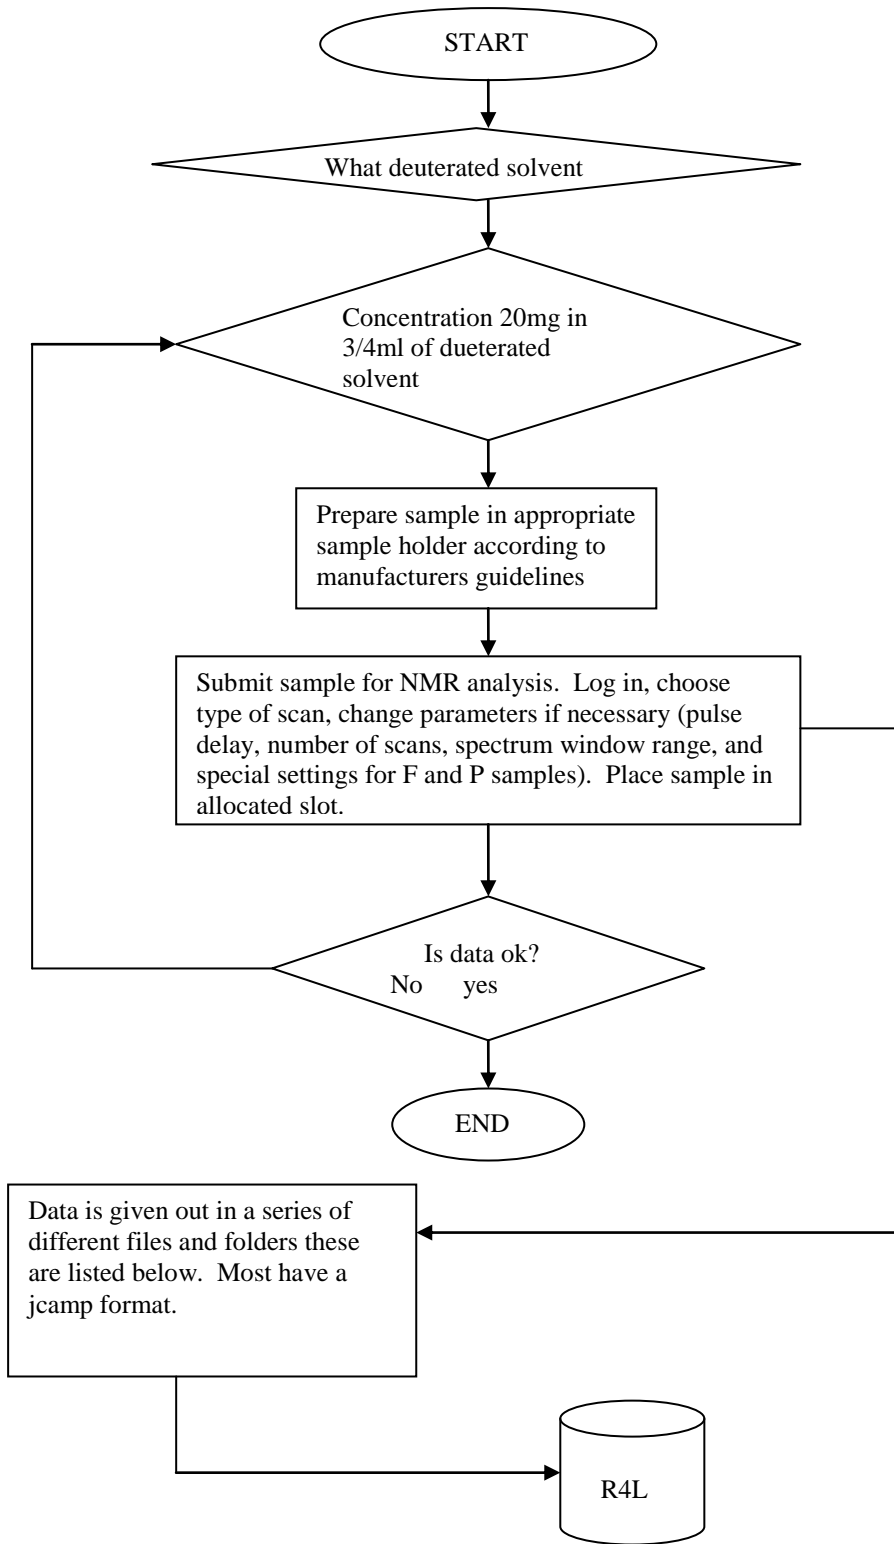 START
What deuterated solvent
Concentration 20mg in
3/4ml of dueterated
solvent
Prepare sample in appropriate
sample holder according to
manufacturers guidelines
Submit sample for NMR analysis.  Log in, choose
type of scan, change parameters if necessary (pulse
delay, number of scans, spectrum window range, and
special settings for F and P samples).  Place sample in
allocated slot.
Is data ok?
No yes
END
Data is given out in a series of
different files and folders these
are listed below.  Most have a
jcamp format.
R4L